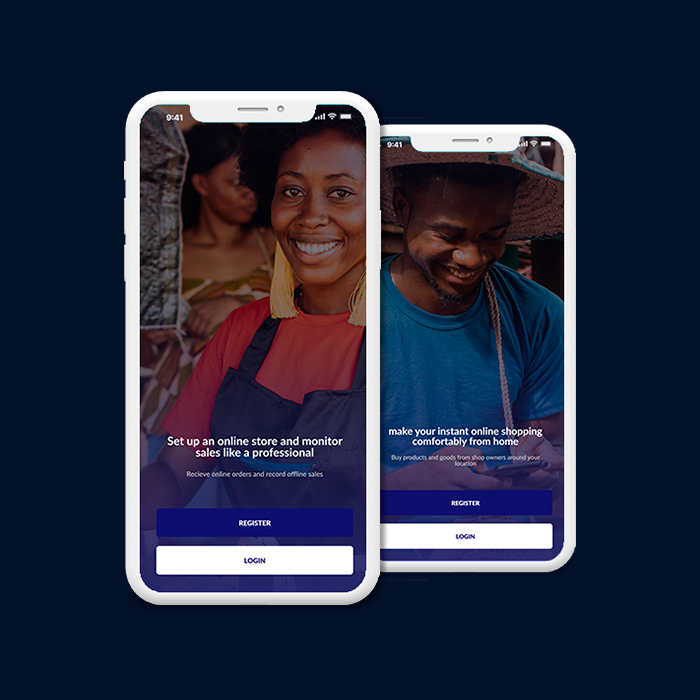 9:41
Set up an online store and monitor
sales like a professional
Recieve online orders and record offline sales
REGISTER
LOGIN
9:41
make your instant online shopping
comfortably from home
Buy products and goods from shop owners around your
location
REGISTER
LOGIN